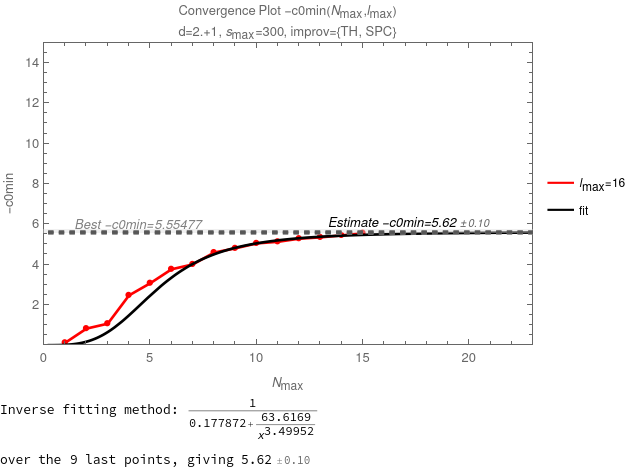 Convergence Plot −c0min(Nmax,lmax)
d=2.+1, smax=300, improv={TH, SPC}
14
12
10
8
6
4
2
−c0min
Best −c0min=5.55477
Estimate −c0min=5.62 ±0.10
lmax=16
fit
0 5 10 15 20
Nmax
Inverse fitting method: 1
0.177872+ 63.6169
x3.49952
over the 9 last points, giving 5.62 ±0.10